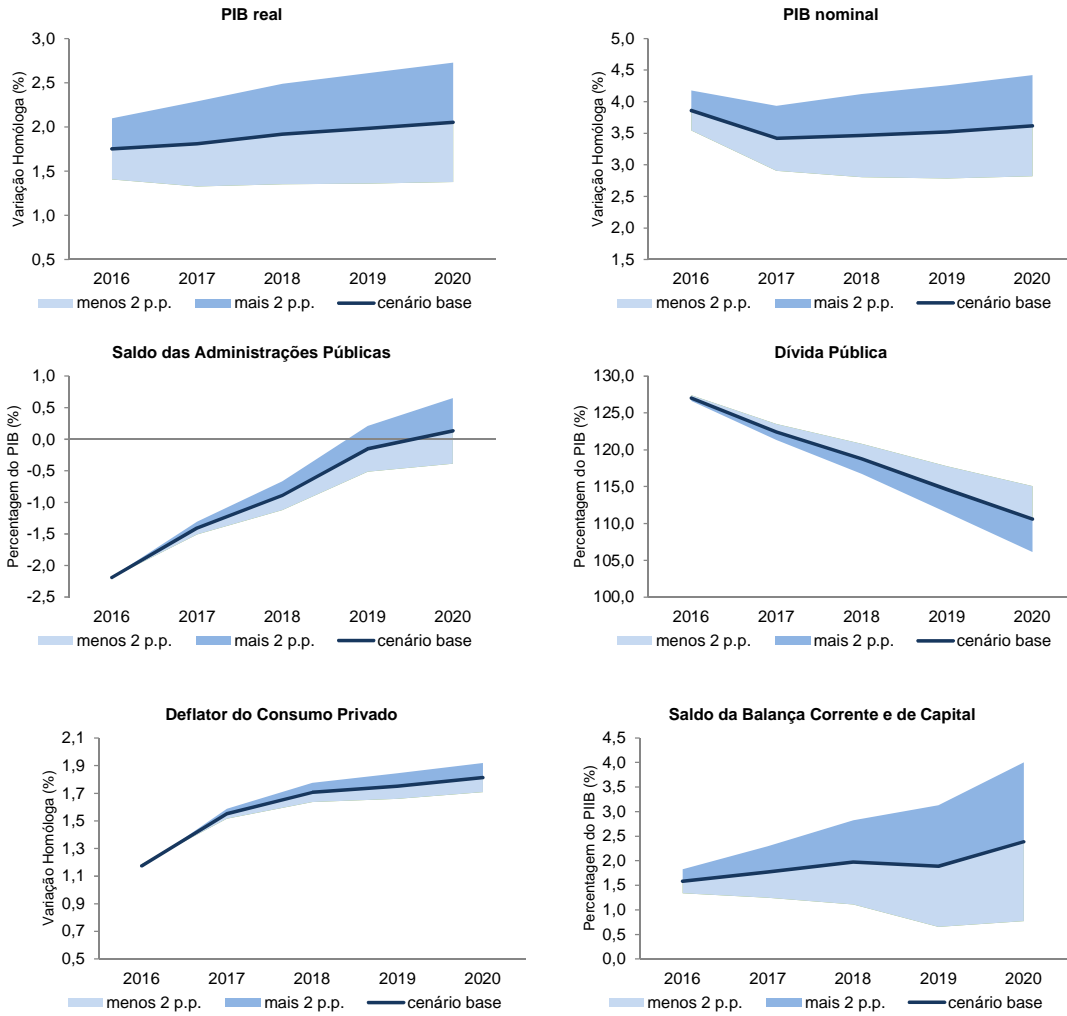 PIB real
Variação Homóloga (%)
3,0
2,5
2,0
1,5
1,0
0,5
2016 2017 2018 2019 2020
menos 2 p.p. mais 2 p.p. cenário base
PIB nominal
Variação Homóloga (%)
5,0
4,5
4,0
3,5
3,0
2,5
2,0
1,5
2016 2017 2018 2019 2020
menos 2 p.p. mais 2 p.p. cenário base
Saldo das Administrações Públicas
Percentagem do PIB (%)
1,0
0,5
0,0
-0,5
-1,0
-1,5
-2,0
-2,5
2016 2017 2018 2019 2020
menos 2 p.p. mais 2 p.p. cenário base
Dívida Pública
Percentagem do PIB (%)
130,0
125,0
120,0
115,0
110,0
105,0
100,0
2016 2017 2018 2019 2020
menos 2 p.p. mais 2 p.p. cenário base
Deflator do Consumo Privado
Variação Homóloga (%)
2,1
1,9
1,7
1,5
1,3
1,1
0,9
0,7
0,5
2016 2017 2018 2019 2020
menos 2 p.p. mais 2 p.p. cenário base
Saldo da Balança Corrente e de Capital
Percentagem do PIIB (%)
4,5
4,0
3,5
3,0
2,5
2,0
1,5
1,0
0,5
0,0
2016 2017 2018 2019 2020
menos 2 p.p. mais 2 p.p. cenário base